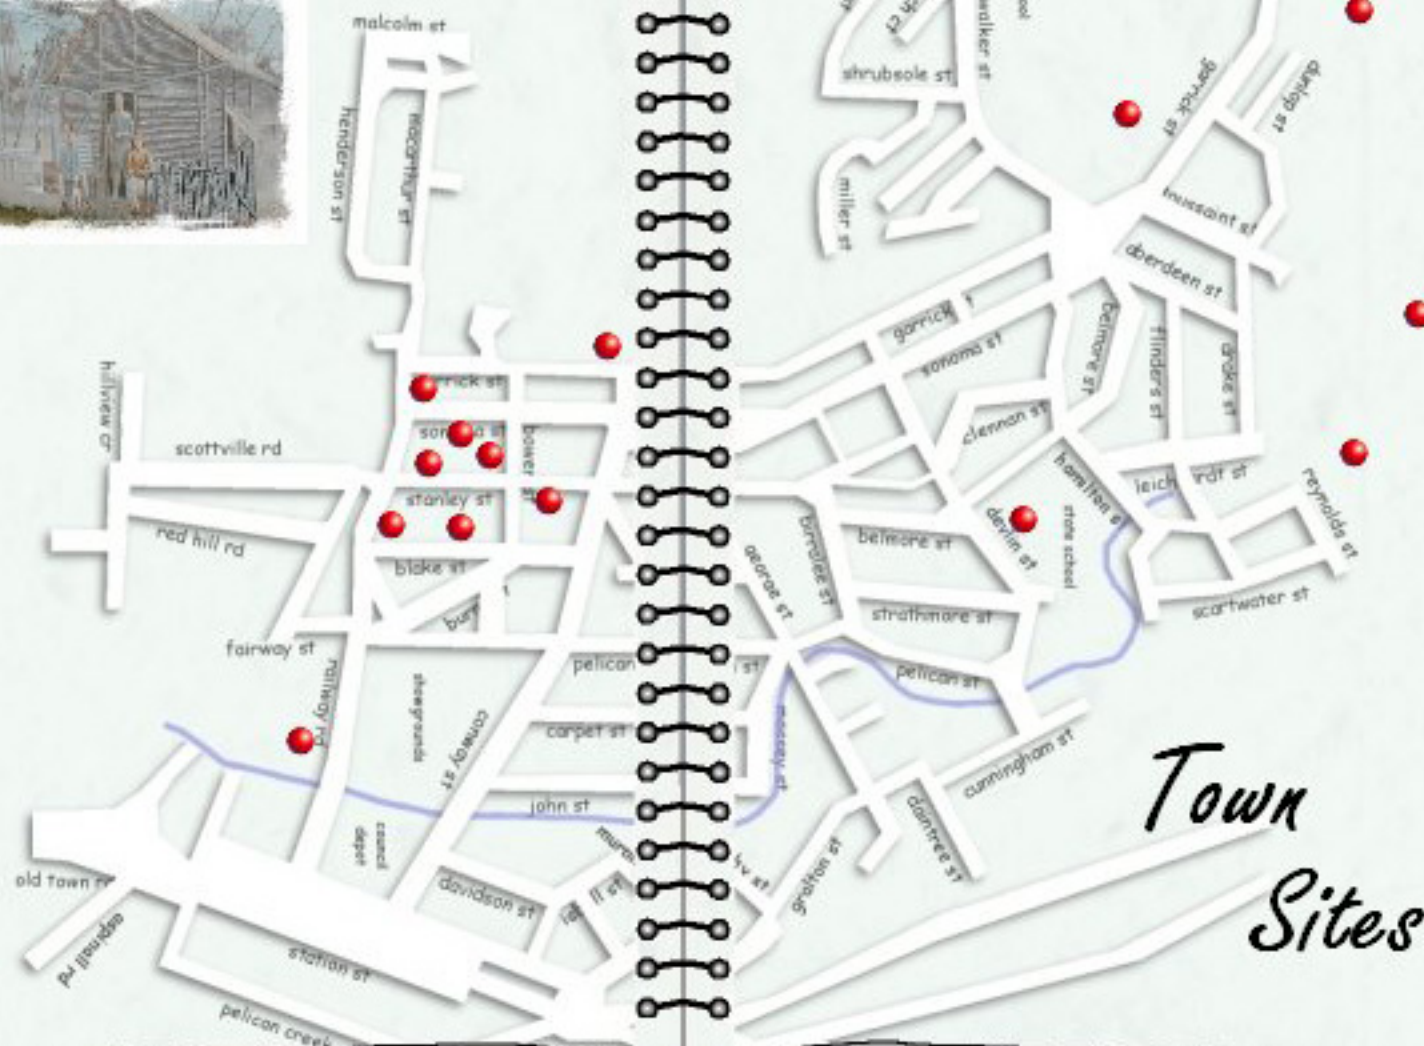 malcolm st
walker st
shrubsole st
garrick st
dunlop st
henderson st
macarthur st
miller st
toussaint st
aberdeen st
garrick
sonoma st
belmore st
flinders st
drake st
hillview cr
scottville rd
bower st
clennan st
hamilton s
stanley st
red hill rd
reynolds st
birralee st
belmore st
devlin st
state school
blake st
george st
strathmore st
scartwater st
fairway st
railway rd
showgrounds
conway st
pelican
st
pelican st
carpet st
massey st
cunningham st
john st
Town
council
depot
daintree st
old town rd
davidson st
ll st
gralton st
Sites
aspinall rd
station st
pelican creek